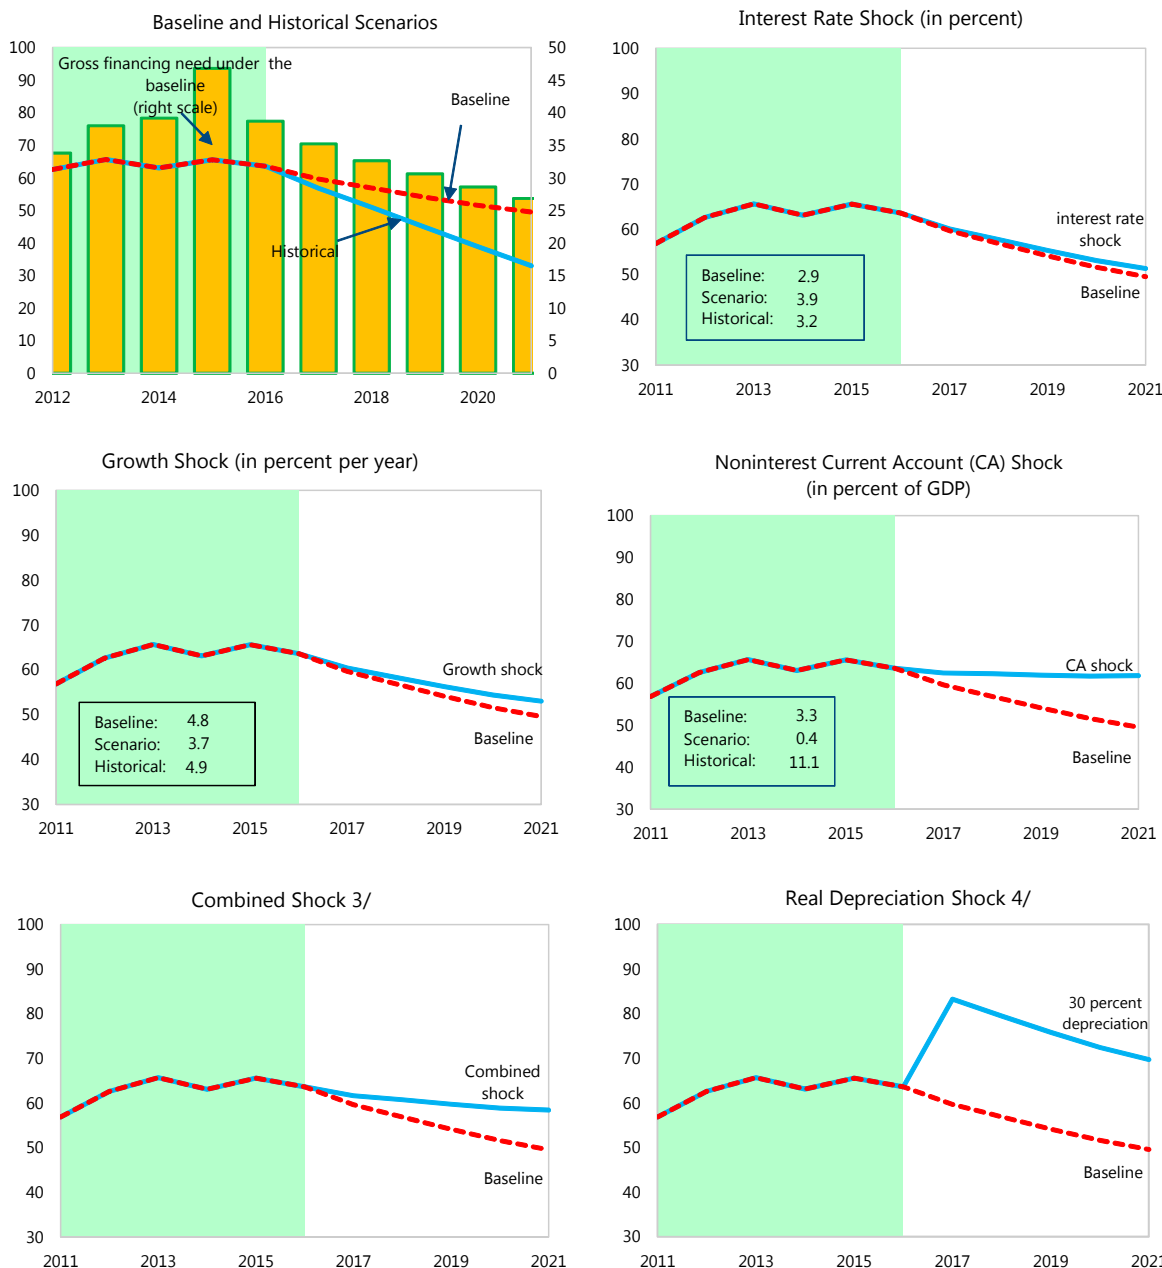 Baseline and Historical Scenarios
100
90
80
70
60
50
40
30
20
10
0
50
45
40
35
30
25
20
15
10
5
0
Gross financing need under the
baseline
(right scale)
Baseline
Historical
2012 2014 2016 2018 2020
Interest Rate Shock (in percent)
100
90
80
70
60
50
40
30
interest rate
shock
Baseline
Baseline: 2.9
Scenario: 3.9
Historical: 3.2
2011 2013 2015 2017 2019 2021
Growth Shock (in percent per year)
100
90
80
70
60
50
40
30
Growth shock
Baseline
Baseline: 4.8
Scenario: 3.7
Historical: 4.9
2011 2013 2015 2017 2019 2021
Noninterest Current Account (CA) Shock
(in percent of GDP)
100
90
80
70
60
50
40
30
CA shock
Baseline
Baseline: 3.3
Scenario: 0.4
Historical: 11.1
2011 2013 2015 2017 2019 2021
Combined Shock 3/
100
90
80
70
60
50
40
30
Combined
shock
Baseline
2011 2013 2015 2017 2019 2021
Real Depreciation Shock 4/
100
90
80
70
60
50
40
30
30 percent
depreciation
Baseline
2011 2013 2015 2017 2019 2021